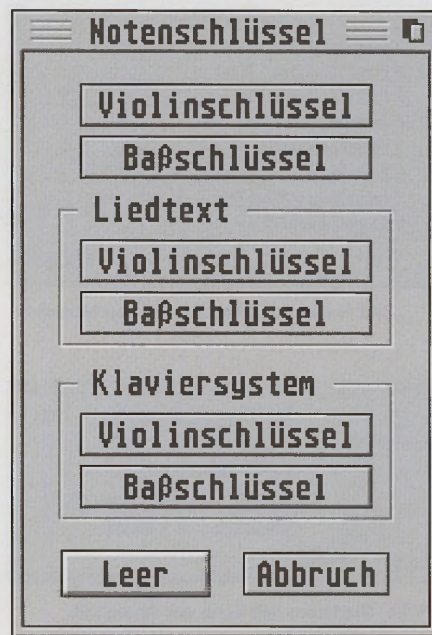 Notenschlüssel
Violinschlüssel
Baßschlüssel
Liedtext
Violinschlüssel
Baßschlüssel
Klaviersystem
Violinschlüssel
Baßschlüssel
Leer Abbruch